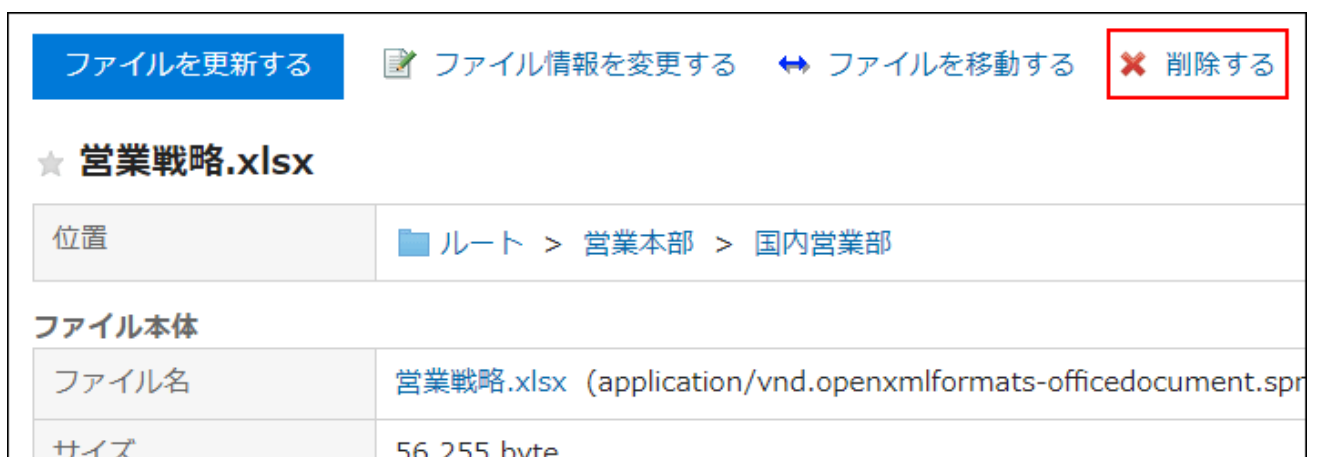 ファイルを更新する ファイル情報を変更する ファイルを移動する 削除する
営業戦略.xlsx
位置 ルート > 営業本部 > 国内営業部
ファイル本体
ファイル名 営業戦略.xlsx (application/vnd.openxmlformats-officedocument.spr
サイズ 56,255 byte